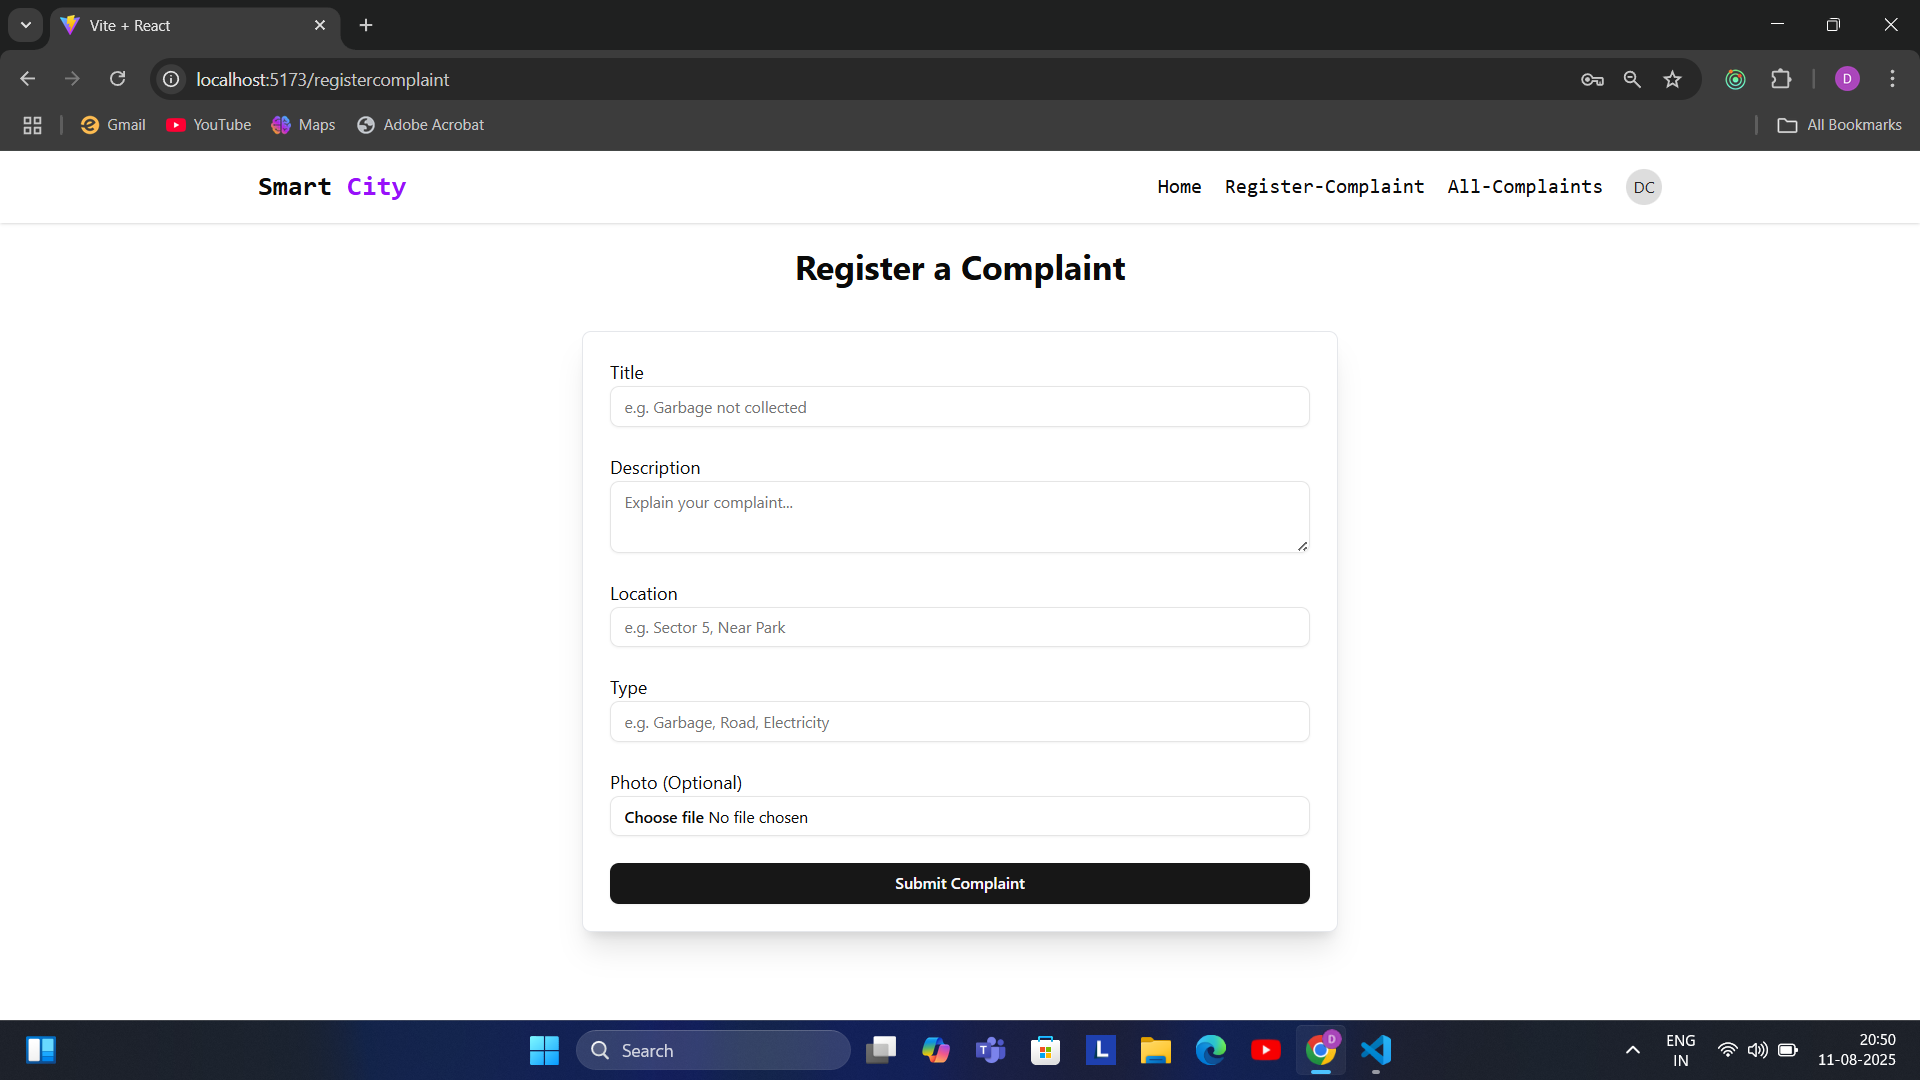 Vite + React
localhost:5173/registercomplaint
D
Gmail YouTube Maps Adobe Acrobat All Bookmarks
Smart City Home Register-Complaint All-Complaints DC
Register a Complaint
Title
e.g. Garbage not collected
Description
Explain your complaint...
Location
e.g. Sector 5, Near Park
Type
e.g. Garbage, Road, Electricity
Photo (Optional)
Choose file No file chosen
Submit Complaint
Search T L D ENG 20:50
IN 11-08-2025